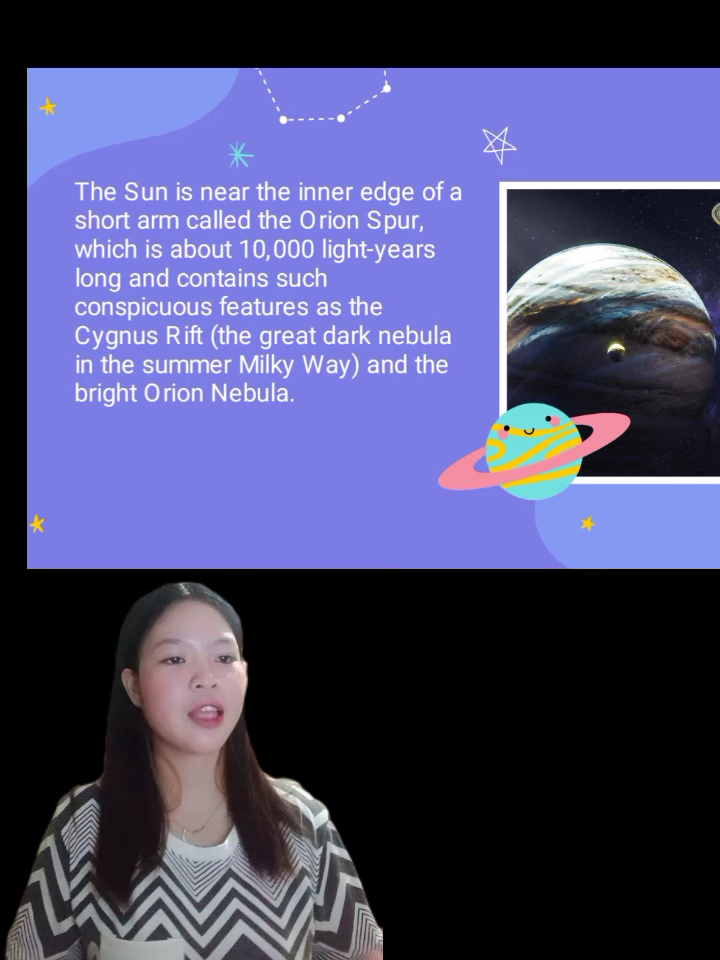 The Sun is near the inner edge of a
short arm called the Orion Spur,
which is about 10,000 light-years
long and contains such
conspicuous features as the
Cygnus Rift (the great dark nebula
in the summer Milky Way) and the
bright Orion Nebula.